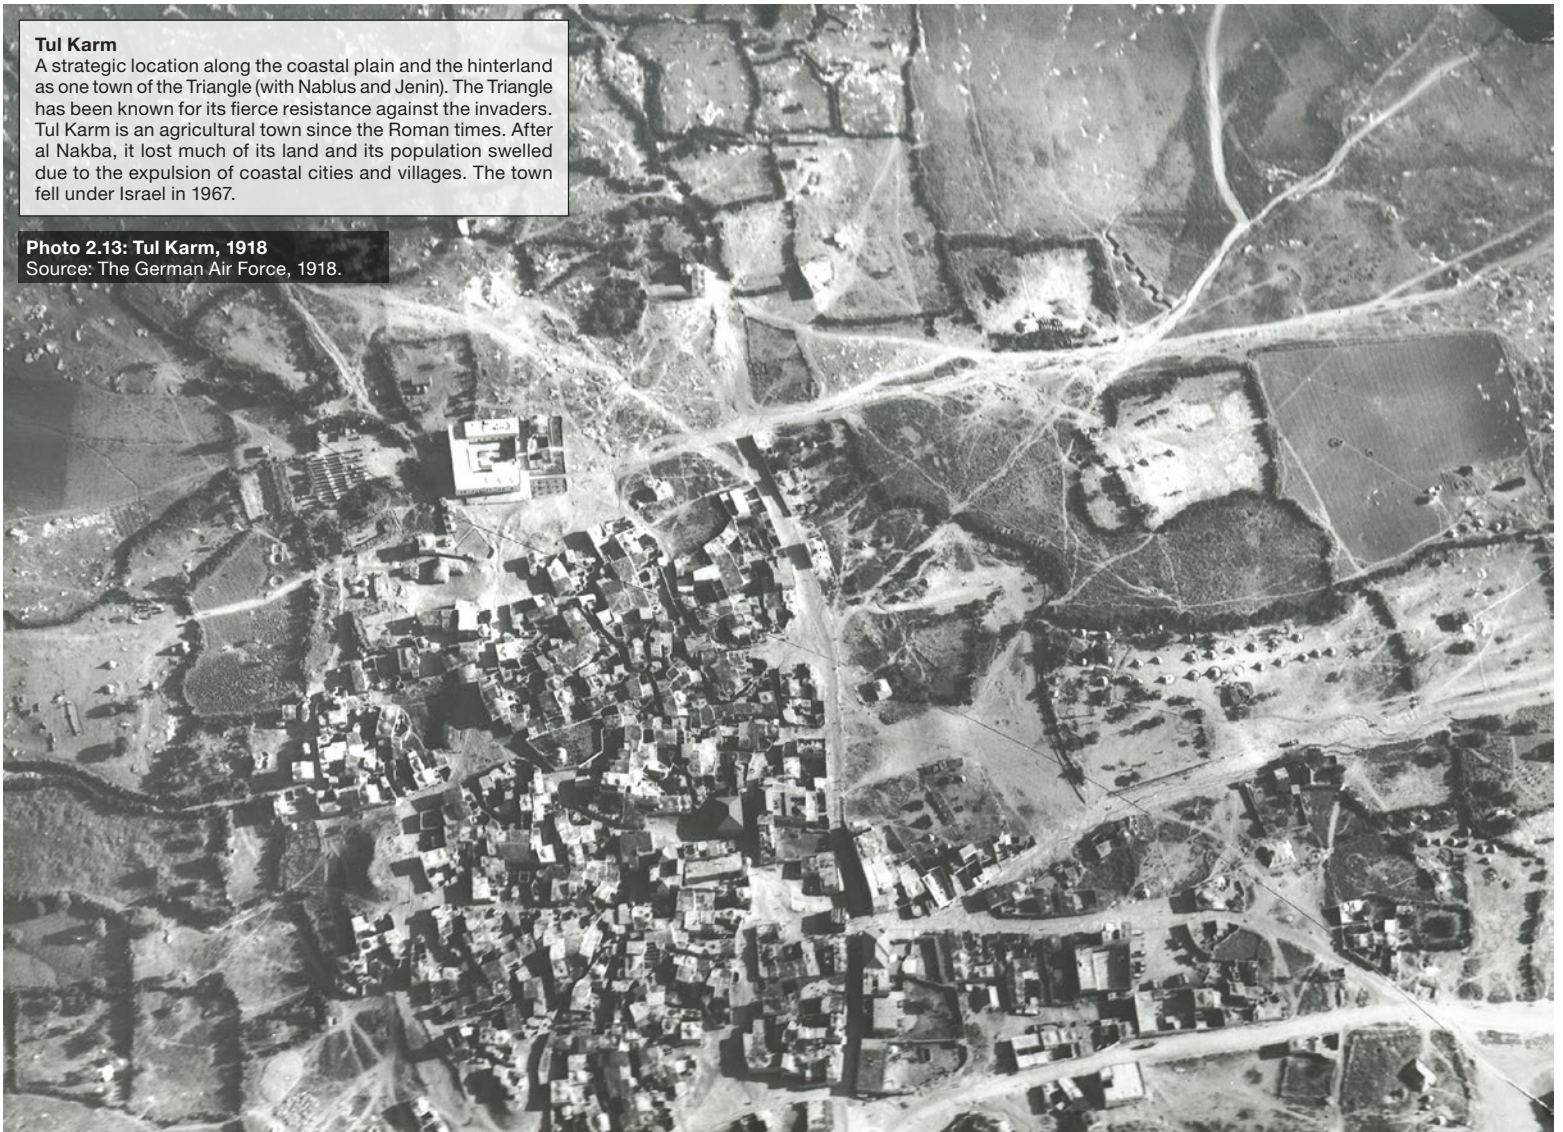 Tul Karm
A strategic location along the coastal plain and the hinterland
as one town of the Triangle (with Nablus and Jenin). The Triangle
has been known for its fierce resistance against the invaders.
Tul Karm is an agricultural town since the Roman times. After
al Nakba, it lost much of its land and its population swelled
due to the expulsion of coastal cities and villages. The town
fell under Israel in 1967.
Photo 2.13: Tul Karm, 1918
Source: The German Air Force, 1918.